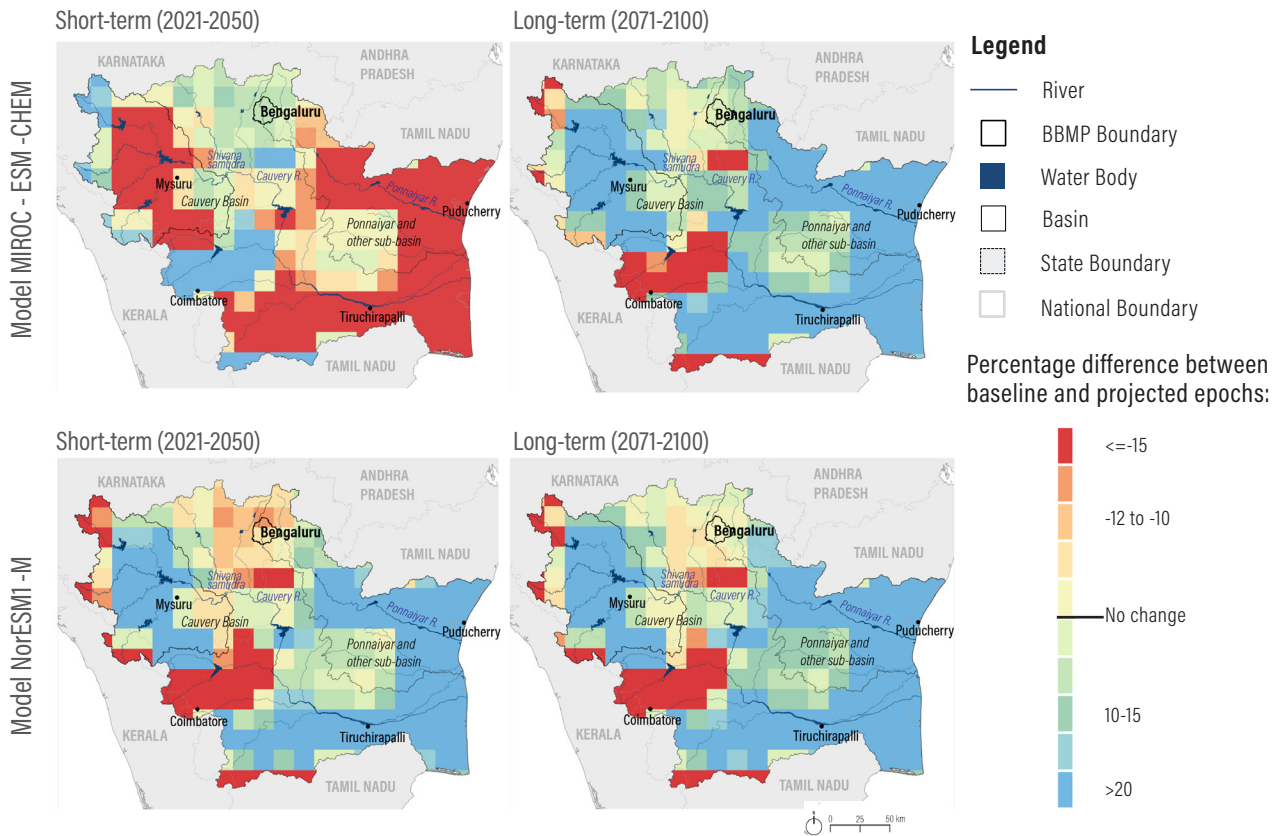 Short-term (2021-2050)
Long-term (2071-2100)
Model MIROC - ESM -CHEM
KARNATAKA
ANDHRA
PRADESH
Bengaluru
TAMIL NADU
Shivana
samudra
Cauvery R.
Mysuru
Cauvery Basin
Ponnaiyar R.
Puducherry
Ponnaiyar and
other sub-basin
Coimbatore
Tiruchirapalli
KERALA
TAMIL NADU
KARNATAKA
ANDHRA
PRADESH
Bengaluru
TAMIL NADU
Shivana
samudra
Cauvery R.
Mysuru
Cauvery Basin
Ponnaiyar R.
Puducherry
Ponnaiyar and
other sub-basin
Coimbatore
Tiruchirapalli
KERALA
TAMIL NADU
Legend
River
BBMP Boundary
Water Body
Basin
State Boundary
National Boundary
Percentage difference between
baseline and projected epochs:
<=-15
-12 to -10
No change
10-15
>20
Short-term (2021-2050)
Long-term (2071-2100)
Model NorESM1 -M
KARNATAKA
ANDHRA
PRADESH
Bengaluru
TAMIL NADU
Shivana
samudra
Cauvery R.
Mysuru
Cauvery Basin
Ponnaiyar R.
Puducherry
Ponnaiyar and
other sub-basin
Coimbatore
Tiruchirapalli
KERALA
TAMIL NADU
KARNATAKA
ANDHRA
PRADESH
Bengaluru
TAMIL NADU
Shivana
samudra
Cauvery R.
Mysuru
Cauvery Basin
Ponnaiyar R.
Puducherry
Ponnaiyar and
other sub-basin
Coimbatore
Tiruchirapalli
KERALA
TAMIL NADU
0 25 50 km